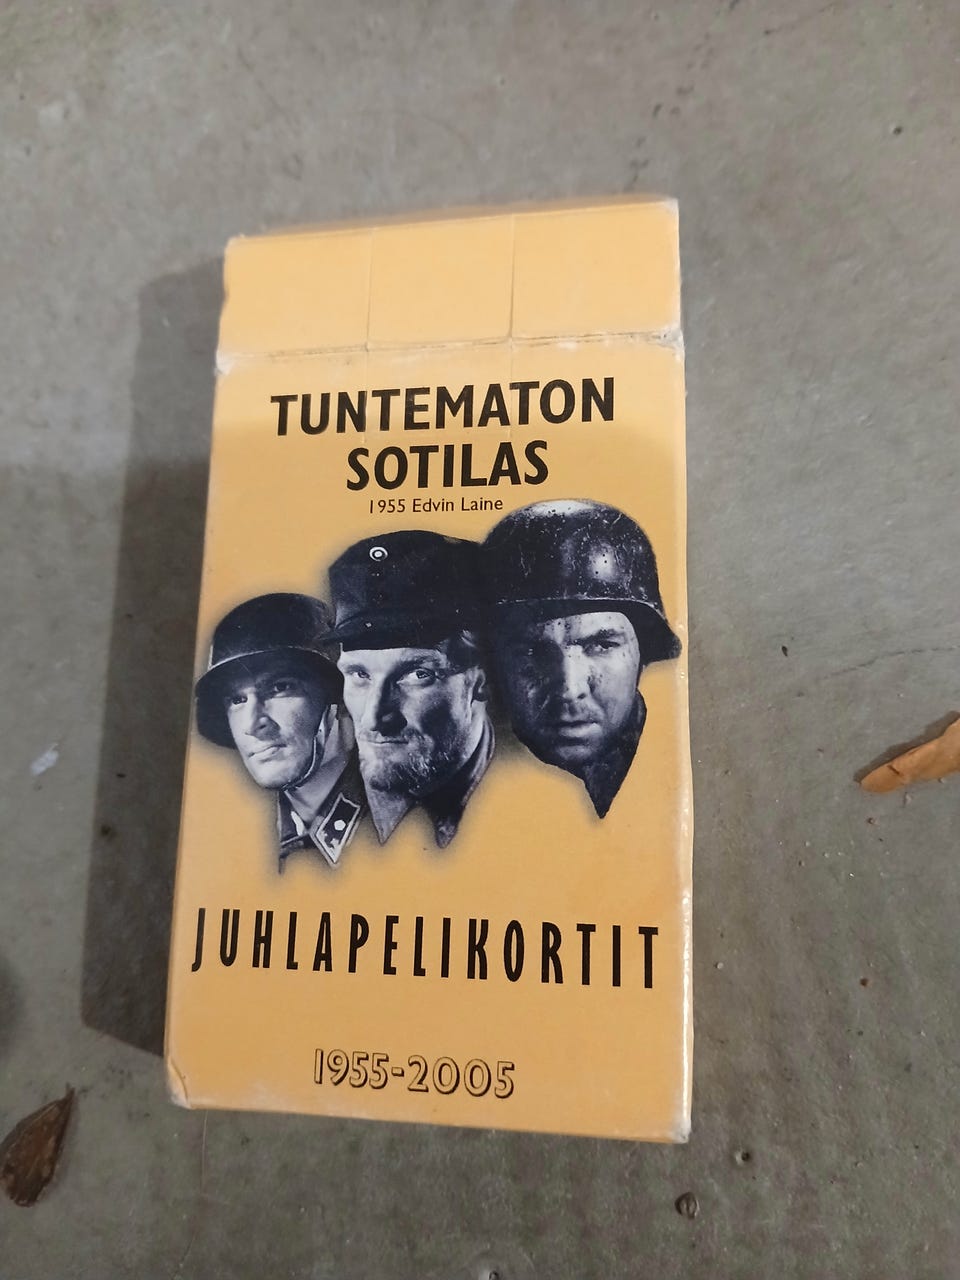 TUNTEMATON
SOTILAS
1955 Edvin Laine
JUHLAPELIKORTIT
1955-2005